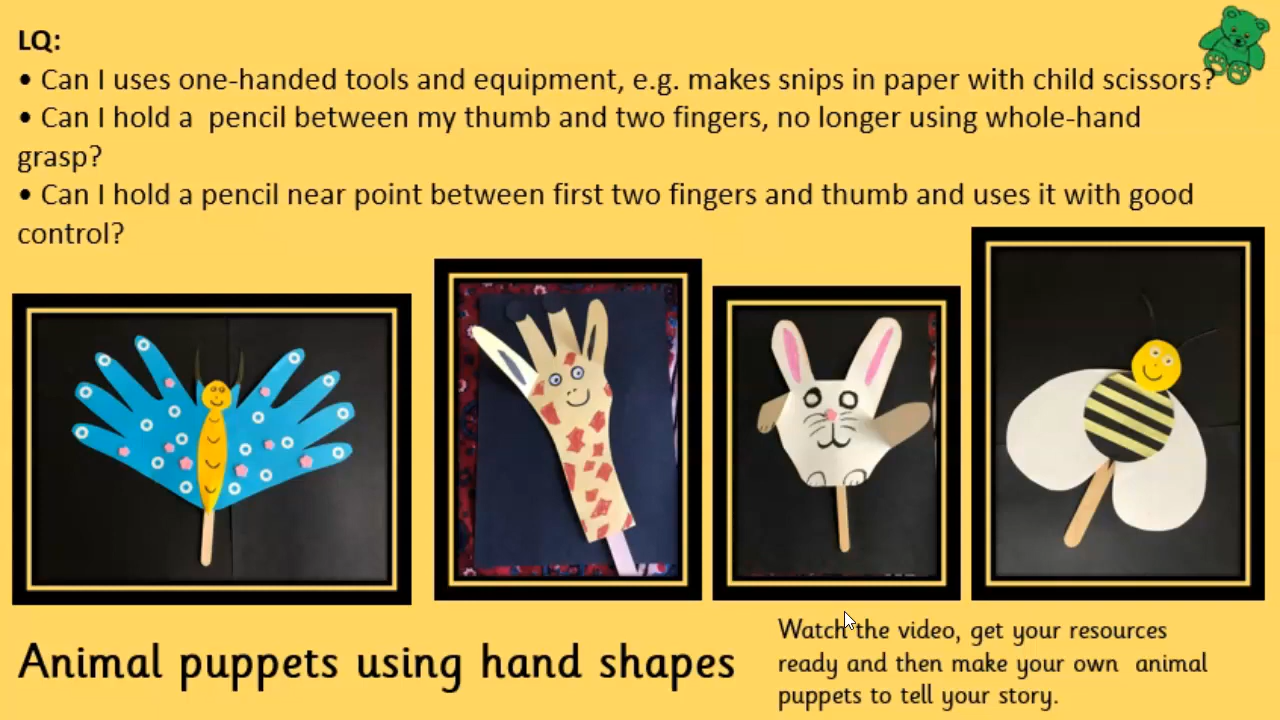 LQ:
• Can I uses one-handed tools and equipment, e.g. makes snips in paper with child scissors?
• Can I hold a  pencil between my thumb and two fingers, no longer using whole-hand
grasp?
• Can I hold a pencil near point between first two fingers and thumb and uses it with good
control?
Animal puppets using hand shapes
Watch the video, get your resources
ready and then make your own  animal
puppets to tell your story.